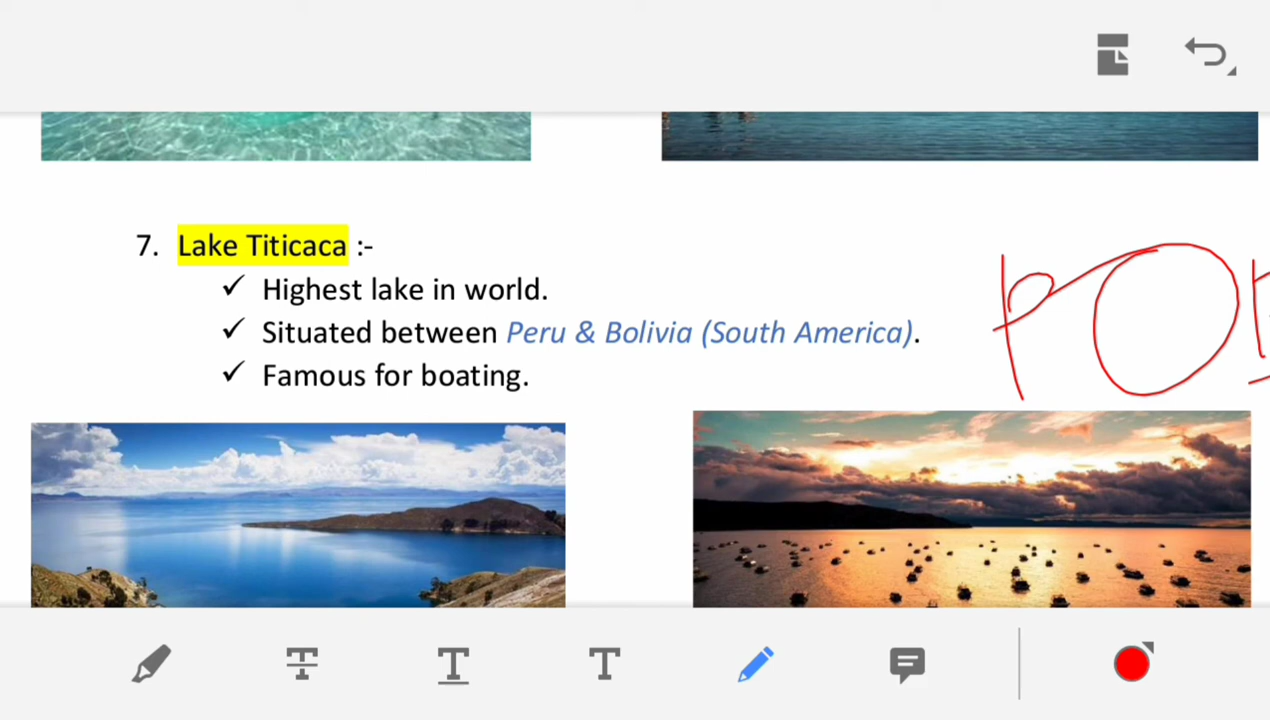 7. Lake Titicaca :-
✓ Highest lake in world.
✓ Situated between Peru & Bolivia (South America).
✓ Famous for boating.